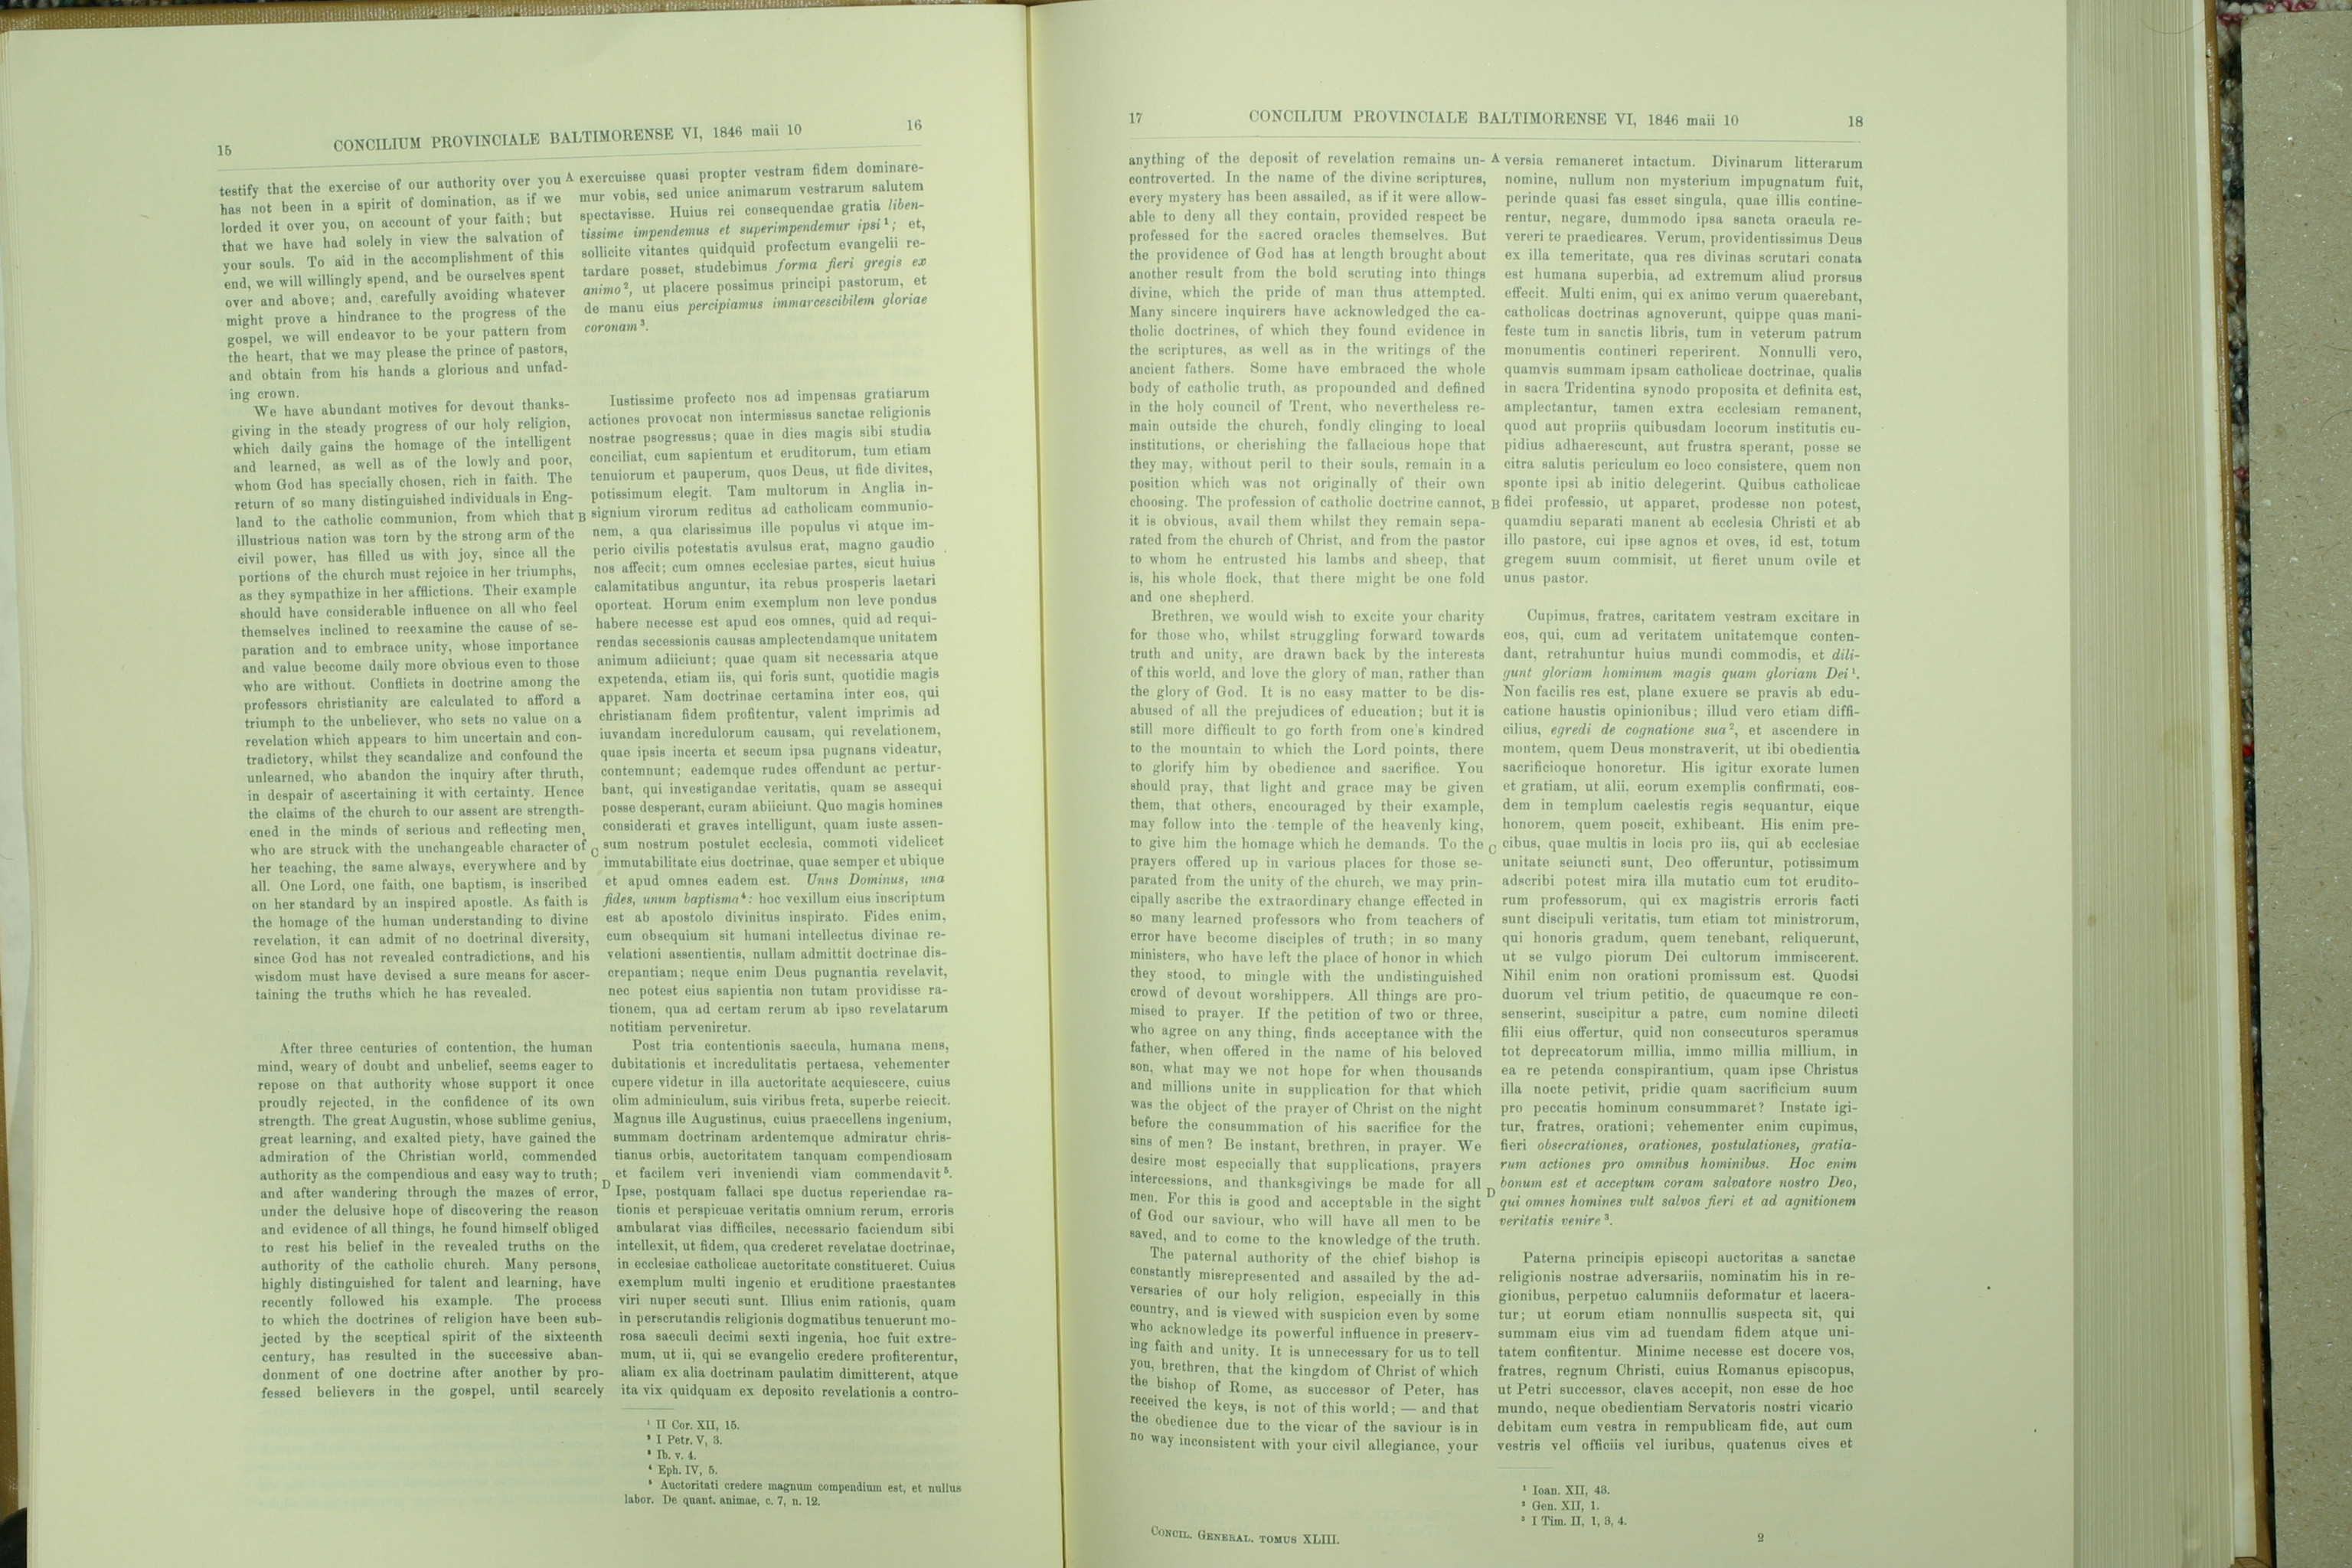 15
CONCILIUM PROVINCIALE BALTIMORENSE VI, 1846 maii 10
16
testify that the exercise of our authority over you
has not been in a spirit of domination, as if we
lorded it over you, on account of your faith; but
that we have had solely in view the salvation of
your souls. To aid in the accomplishment of this
end, we will willingly spend, and be ourselves spent
over and above; and, carefully avoiding whatever
might prove a hindrance to the progress of the
gospel, we will endeavor to be your pattern from
the heart, that we may please the prince of pastors,
and obtain from his hands a glorious and unfad-
ing crown.
We have abundant motives for devout thanks-
giving in the steady progress of our holy religion,
which daily gains the homage of the intelligent
and learned, as well as of the lowly and poor,
whom God has specially chosen, rich in faith. The
return of so many distinguished individuals in Eng-
land to the catholic communion, from which that
illustrious nation was torn by the strong arm of the
civil power, has filled us with joy, since all the
portions of the church must rejoice in her triumphs,
as they sympathize in her afflictions. Their example
should have considerable influence on all who feel
themselves inclined to reexamine the cause of se-
paration and to embrace unity, whose importance
and value become daily more obvious even to those
who are without. Conflicts in doctrine among the
professors christianity are calculated to afford a
triumph to the unbeliever, who sets no value on a
revelation which appears to him uncertain and con-
tradictory, whilst they scandalize and confound the
unlearned, who abandon the inquiry after thruth,
in despair of ascertaining it with certainty. Hence
the claims of the church to our assent are strength-
ened in the minds of serious and reflecting men,
who are struck with the unchangeable character of
her teaching, the same always, everywhere and by
all. One Lord, one faith, one baptism, is inscribed
on her standard by an inspired apostle. As faith is
the homage of the human understanding to divine
revelation, it can admit of no doctrinal diversity,
since God has not revealed contradictions, and his
wisdom must have devised a sure means for ascer-
taining the truths which he has revealed.
After three centuries of contention, the human
mind, weary of doubt and unbelief, seems eager to
repose on that authority whose support it once
proudly rejected, in the confidence of its own
strength. The great Augustin, whose sublime genius,
great learning, and exalted piety, have gained the
admiration of the Christian world, commended
authority as the compendious and easy way to truth;
and after wandering through the mazes of error,
under the delusive hope of discovering the reason
and evidence of all things, he found himself obliged
to rest his belief in the revealed truths on the
authority of the catholic church. Many persons,
highly distinguished for talent and learning, have
recently followed his example. The process
to which the doctrines of religion have been sub-
jected by the sceptical spirit of the sixteenth
century, has resulted in the successive aban-
donment of one doctrine after another by pro-
fessed believers in the gospel, until scarcely
A
B
C
D
exercuisse quasi propter vestram fidem dominare-
mur vobis, sed unice animarum vestrarum salutem
spectavisse. Huius rei consequendae gratia liben-
tissime impendemus et superimpendemur ipsi¹; et,
sollicite vitantes quidquid profectum evangelii re-
tardare posset, studebimus forma fieri gregis ex
animo², ut placere possimus principi pastorum, et
de manu eius percipiamus immarcescibilem gloriae
coronam³.
Iustissime profecto nos ad impensas gratiarum
actiones provocat non intermissus sanctae religionis
nostrae psogressus; quae in dies magis sibi studia
conciliat, cum sapientum et eruditorum, tum etiam
tenuiorum et pauperum, quos Deus, ut fide divites,
potissimum elegit. Tam multorum in Anglia in-
signium virorum reditus ad catholicam communio-
nem, a qua clarissimus ille populus vi atque im-
perio civilis potestatis avulsus erat, magno gaudio
nos affecit; cum omnes ecclesiae partes, sicut huius
calamitatibus anguntur, ita rebus prosperis laetari
oporteat. Horum enim exemplum non leve pondus
habere necesse est apud eos omnes, quid ad requi-
rendas secessionis causas amplectendamque unitatem
animum adiiciunt; quae quam sit necessaria atque
expetenda, etiam iis, qui foris sunt, quotidie magis
apparet. Nam doctrinae certamina inter eos, qui
christianam fidem profitentur, valent imprimis ad
iuvandam incredulorum causam, qui revelationem,
quae ipsis incerta et secum ipsa pugnans videatur,
contemnunt; eademque rudes offendunt ac pertur-
bant, qui investigandae veritatis, quam se assequi
posse desperant, curam abiiciunt. Quo magis homines
considerati et graves intelligunt, quam iuste assen-
sum nostrum postulet ecclesia, commoti videlicet
immutabilitate eius doctrinae, quae semper et ubique
et apud omnes eadem est. Unus Dominus, una
fides, unum baptisma⁴: hoc vexillum eius inscriptum
est ab apostolo divinitus inspirato. Fides enim,
cum obsequium sit humani intellectus divinae re-
velationi assentientis, nullam admittit doctrinae dis-
crepantiam; neque enim Deus pugnantia revelavit,
nec potest eius sapientia non tutam providisse ra-
tionem, qua ad certam rerum ab ipso revelatarum
notitiam perveniretur.
Post tria contentionis saecula, humana mens,
dubitationis et incredulitatis pertaesa, vehementer
cupere videtur in illa auctoritate acquiescere, cuius
olim adminiculum, suis viribus freta, superbe reiecit.
Magnus ille Augustinus, cuius praecellens ingenium,
summam doctrinam ardentemque admiratur chris-
tianus orbis, auctoritatem tanquam compendiosam
et facilem veri inveniendi viam commendavit⁵.
Ipse, postquam fallaci spe ductus reperiendae ra-
tionis et perspicuae veritatis omnium rerum, erroris
ambularat vias difficiles, necessario faciendum sibi
intellexit, ut fidem, qua crederet revelatae doctrinae,
in ecclesiae catholicae auctoritate constitueret. Cuius
exemplum multi ingenio et eruditione praestantes
viri nuper secuti sunt. Illius enim rationis, quam
in perscrutandis religionis dogmatibus tenuerunt mo-
rosa saeculi decimi sexti ingenia, hoc fuit extre-
mum, ut ii, qui se evangelio credere profiterentur,
aliam ex alia doctrinam paulatim dimitterent, atque
ita vix quidquam ex deposito revelationis a contro-
¹ II Cor. XII, 15.
² I Petr. V, 3.
³ Ib. v. 4.
⁴ Eph. IV, 5.
⁵ Auctoritati credere magnum compendium est, et nullus
labor. De quant. animae, c. 7, n. 12.
17
CONCILIUM PROVINCIALE BALTIMORENSE VI, 1846 maii 10
18
anything of the deposit of revelation remains un-
controverted. In the name of the divine scriptures,
every mystery has been assailed, as if it were allow-
able to deny all they contain, provided respect be
professed for the sacred oracles themselves. But
the providence of God has at length brought about
another result from the bold scruting into things
divine, which the pride of man thus attempted.
Many sincere inquirers have acknowledged the ca-
tholic doctrines, of which they found evidence in
the scriptures, as well as in the writings of the
ancient fathers. Some have embraced the whole
body of catholic truth, as propounded and defined
in the holy council of Trent, who nevertheless re-
main outside the church, fondly clinging to local
institutions, or cherishing the fallacious hope that
they may, without peril to their souls, remain in a
position which was not originally of their own
choosing. The profession of catholic doctrine cannot,
it is obvious, avail them whilst they remain sepa-
rated from the church of Christ, and from the pastor
to whom he entrusted his lambs and sheep, that
is, his whole flock, that there might be one fold
and one shepherd.
Brethren, we would wish to excite your charity
for those who, whilst struggling forward towards
truth and unity, are drawn back by the interests
of this world, and love the glory of man, rather than
the glory of God. It is no easy matter to be dis-
abused of all the prejudices of education; but it is
still more difficult to go forth from one's kindred
to the mountain to which the Lord points, there
to glorify him by obedience and sacrifice. You
should pray, that light and grace may be given
them, that others, encouraged by their example,
may follow into the temple of the heavenly king,
to give him the homage which he demands. To the
prayers offered up in various places for those se-
parated from the unity of the church, we may prin-
cipally ascribe the extraordinary change effected in
so many learned professors who from teachers of
error have become disciples of truth; in so many
ministers, who have left the place of honor in which
they stood, to mingle with the undistinguished
crowd of devout worshippers. All things are pro-
mised to prayer. If the petition of two or three,
who agree on any thing, finds acceptance with the
father, when offered in the name of his beloved
son, what may we not hope for when thousands
and millions unite in supplication for that which
was the object of the prayer of Christ on the night
before the consummation of his sacrifice for the
sins of men? Be instant, brethren, in prayer. We
desire most especially that supplications, prayers
intercessions, and thanksgivings be made for all
men. For this is good and acceptable in the sight
of God our saviour, who will have all men to be
saved, and to come to the knowledge of the truth.
The paternal authority of the chief bishop is
constantly misrepresented and assailed by the ad-
versaries of our holy religion, especially in this
country, and is viewed with suspicion even by some
who acknowledge its powerful influence in preserv-
ing faith and unity. It is unnecessary for us to tell
you, brethren, that the kingdom of Christ of which
the bishop of Rome, as successor of Peter, has
received the keys, is not of this world; — and that
the obedience due to the vicar of the saviour is in
no way inconsistent with your civil allegiance, your
A
B
C
D
versia remaneret intactum. Divinarum litterarum
nomine, nullum non mysterium impugnatum fuit,
perinde quasi fas esset singula, quae illis contine-
rentur, negare, dummodo ipsa sancta oracula re-
vereri te praedicares. Verum, providentissimus Deus
ex illa temeritate, qua res divinas scrutari conata
est humana superbia, ad extremum aliud prorsus
effecit. Multi enim, qui ex animo verum quaerebant,
catholicas doctrinas agnoverunt, quippe quas mani-
feste tum in sanctis libris, tum in veterum patrum
monumentis contineri reperirent. Nonnulli vero,
quamvis summam ipsam catholicae doctrinae, qualis
in sacra Tridentina synodo proposita et definita est,
amplectantur, tamen extra ecclesiam remanent,
quod aut propriis quibusdam locorum institutis cu-
pidius adhaerescunt, aut frustra sperant, posse se
citra salutis periculum eo loco consistere, quem non
sponte ipsi ab initio delegerint. Quibus catholicae
fidei professio, ut apparet, prodesse non potest,
quamdiu separati manent ab ecclesia Christi et ab
illo pastore, cui ipse agnos et oves, id est, totum
gregem suum commisit, ut fieret unum ovile et
unus pastor.
Cupimus, fratres, caritatem vestram excitare in
eos, qui, cum ad veritatem unitatemque conten-
dant, retrahuntur huius mundi commodis, et dili-
gunt gloriam hominum magis quam gloriam Dei¹.
Non facilis res est, plane exuere se pravis ab edu-
catione haustis opinionibus; illud vero etiam diffi-
cilius, egredi de cognatione sua², et ascendere in
montem, quem Deus monstraverit, ut ibi obedientia
sacrificioque honoretur. His igitur exorate lumen
et gratiam, ut alii, eorum exemplis confirmati, eos-
dem in templum caelestis regis sequantur, eique
honorem, quem poscit, exhibeant. His enim pre-
cibus, quae multis in locis pro iis, qui ab ecclesiae
unitate seiuncti sunt, Deo offeruntur, potissimum
adscribi potest mira illa mutatio cum tot erudito-
rum professorum, qui ex magistris erroris facti
sunt discipuli veritatis, tum etiam tot ministrorum,
qui honoris gradum, quem tenebant, reliquerunt,
ut se vulgo piorum Dei cultorum immiscerent.
Nihil enim non orationi promissum est. Quodsi
duorum vel trium petitio, de quacumque re con-
senserint, suscipitur a patre, cum nomine dilecti
filii eius offertur, quid non consecuturos speramus
tot deprecatorum millia, immo millia millium, in
ea re petenda conspirantium, quam ipse Christus
illa nocte petivit, pridie quam sacrificium suum
pro peccatis hominum consummaret? Instate igi-
tur, fratres, orationi; vehementer enim cupimus,
fieri obsecrationes, orationes, postulationes, gratia-
rum actiones pro omnibus hominibus. Hoc enim
bonum est et acceptum coram salvatore nostro Deo,
qui omnes homines vult salvos fieri et ad agnitionem
veritatis venire³.
Paterna principis episcopi auctoritas a sanctae
religionis nostrae adversariis, nominatim his in re-
gionibus, perpetuo calumniis deformatur et lacera-
tur; ut eorum etiam nonnullis suspecta sit, qui
summam eius vim ad tuendam fidem atque uni-
tatem confitentur. Minime necesse est docere vos,
fratres, regnum Christi, cuius Romanus episcopus,
ut Petri successor, claves accepit, non esse de hoc
mundo, neque obedientiam Servatoris nostri vicario
debitam cum vestra in rempublicam fide, aut cum
vestris vel officiis vel iuribus, quatenus cives et
¹ Ioan. XII, 43.
² Gen. XII, 1.
³ I Tim. II, 1, 3, 4.
CONCIL. GENERAL. TOMUS XLIII.
2